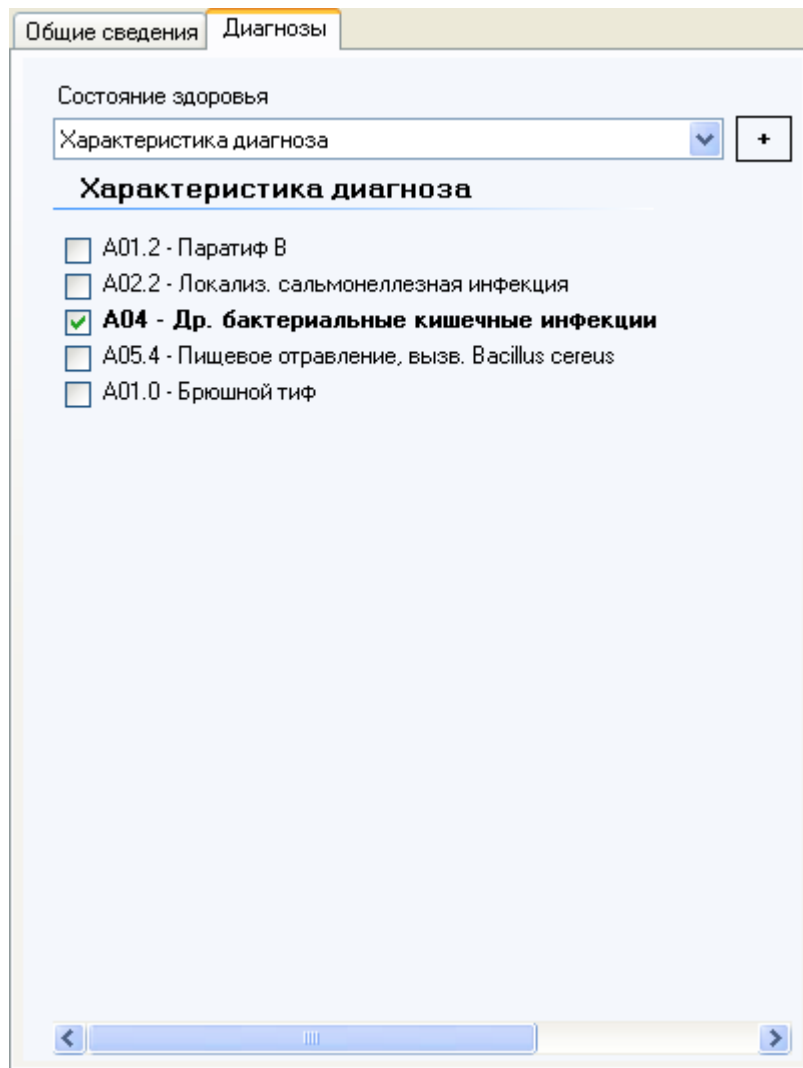 Общие сведения Диагнозы
Состояние здоровья
Характеристика диагноза +
Характеристика диагноза
A01.2 - Паратиф B
A02.2 - Локализ. сальмонеллезная инфекция
A04 - Др. бактериальные кишечные инфекции
A05.4 - Пищевое отравление, вызв. Bacillus cereus
A01.0 - Брюшной тиф